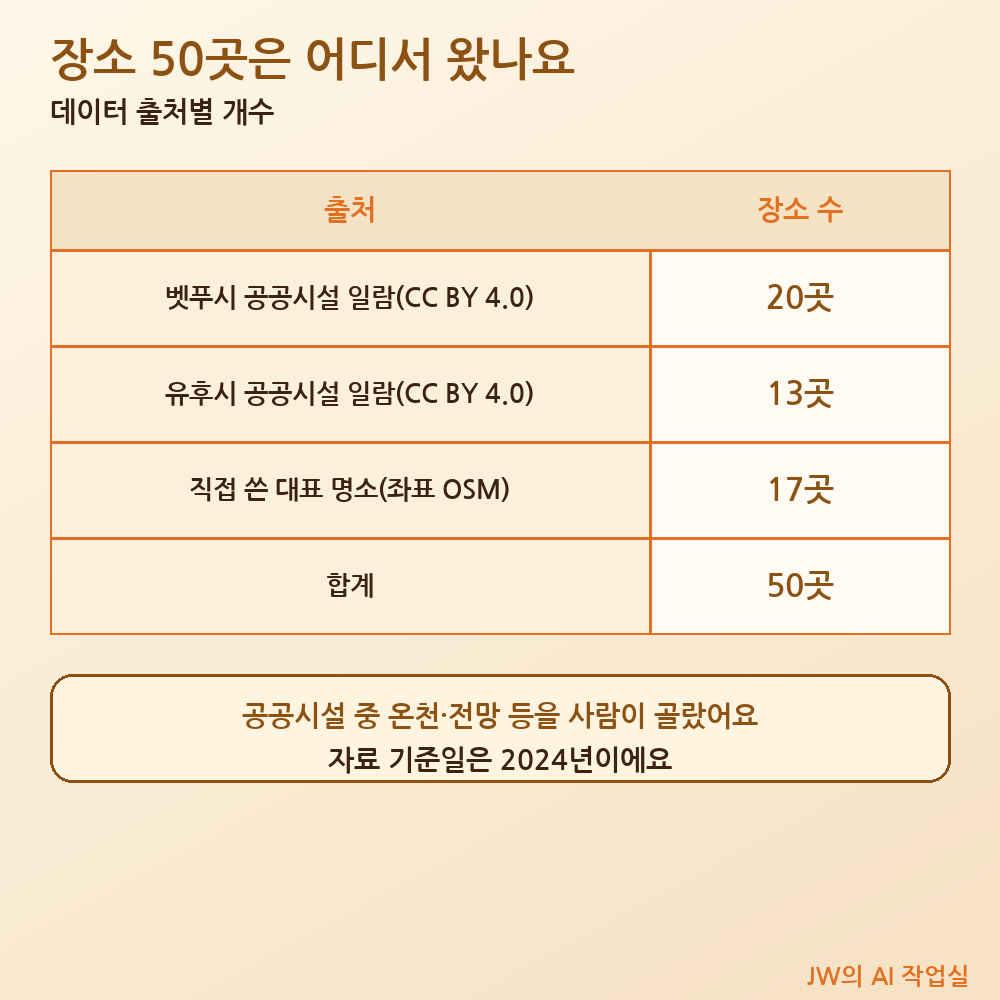 장소 50곳은 어디서 왔나요
데이터 출처별 개수
출처 장소 수
벳푸시 공공시설 일람(CC BY 4.0) 20곳
유후시 공공시설 일람(CC BY 4.0) 13곳
직접 쓴 대표 명소(좌표 OSM) 17곳
합계 50곳
공공시설 중 온천·전망 등을 사람이 골랐어요
자료 기준일은 2024년이에요
JW의 AI 작업실